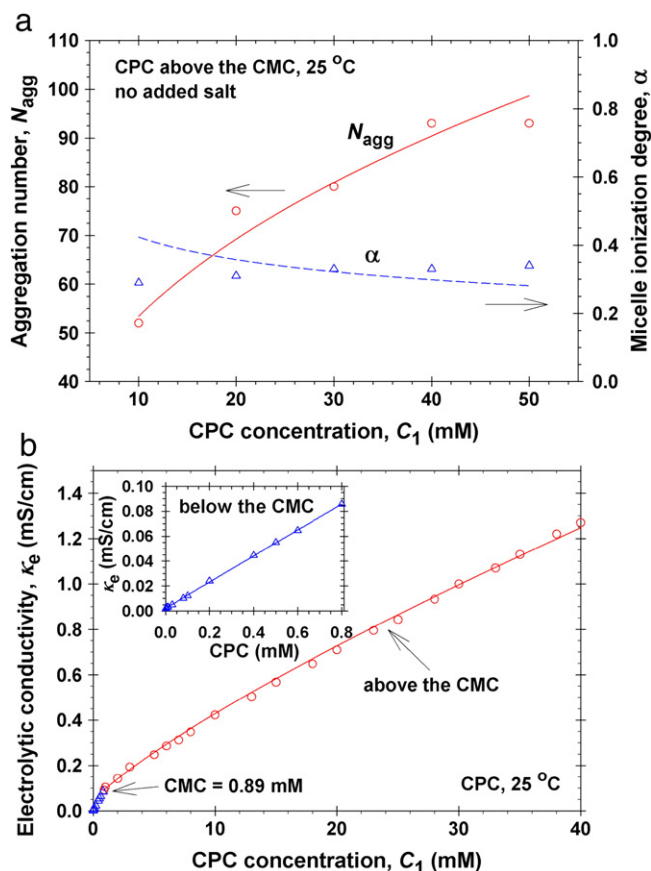 a
110
100
90
80
70
60
50
40
Aggregation number, Nagg
CPC above the CMC, 25 °C
no added salt
Nagg
α
1.0
0.8
0.6
0.4
0.2
0.0
Micelle ionization degree, α
10 20 30 40 50
CPC concentration, C1 (mM)
b
1.4
1.2
1.0
0.8
0.6
0.4
0.2
0.0
Electrolytic conductivity, κe (mS/cm)
0.10
0.08
0.06
0.04
0.02
0.00
κe (mS/cm)
below the CMC
0.0 0.2 0.4 0.6 0.8
CPC (mM)
above the CMC
CMC = 0.89 mM
CPC, 25 °C
0 10 20 30 40
CPC concentration, C1 (mM)